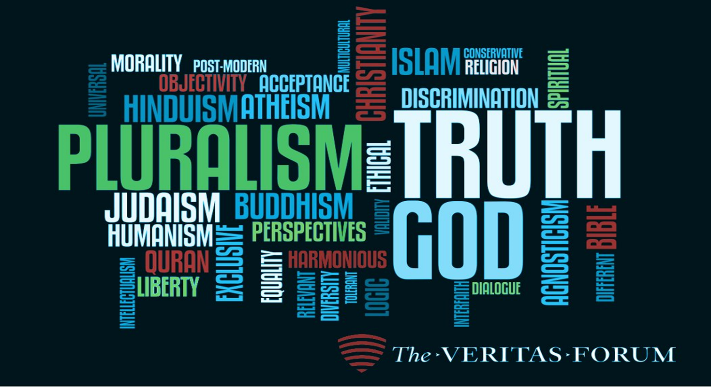 UNIVERSAL
MORALITY
POST-MODERN
OBJECTIVITY
ACCEPTANCE
MULTICULTURAL
CHRISTIANITY
ISLAM
CONSERVATIVE
RELIGION
SPIRITUAL
HINDUISM
ATHEISM
DISCRIMINATION
PLURALISM
ETHICAL
TRUTH
JUDAISM
BUDDHISM
VALIDITY
GOD
AGNOSTICISM
BIBLE
HUMANISM
EXCLUSIVE
PERSPECTIVES
QURAN
EQUALITY
HARMONIOUS
DIFFERENT
INTELLECTUALISM
LIBERTY
RELEVANT
DIVERSITY
TOLERANT
LOGIC
INTERFAITH
DIALOGUE
The·VERITAS·FORUM